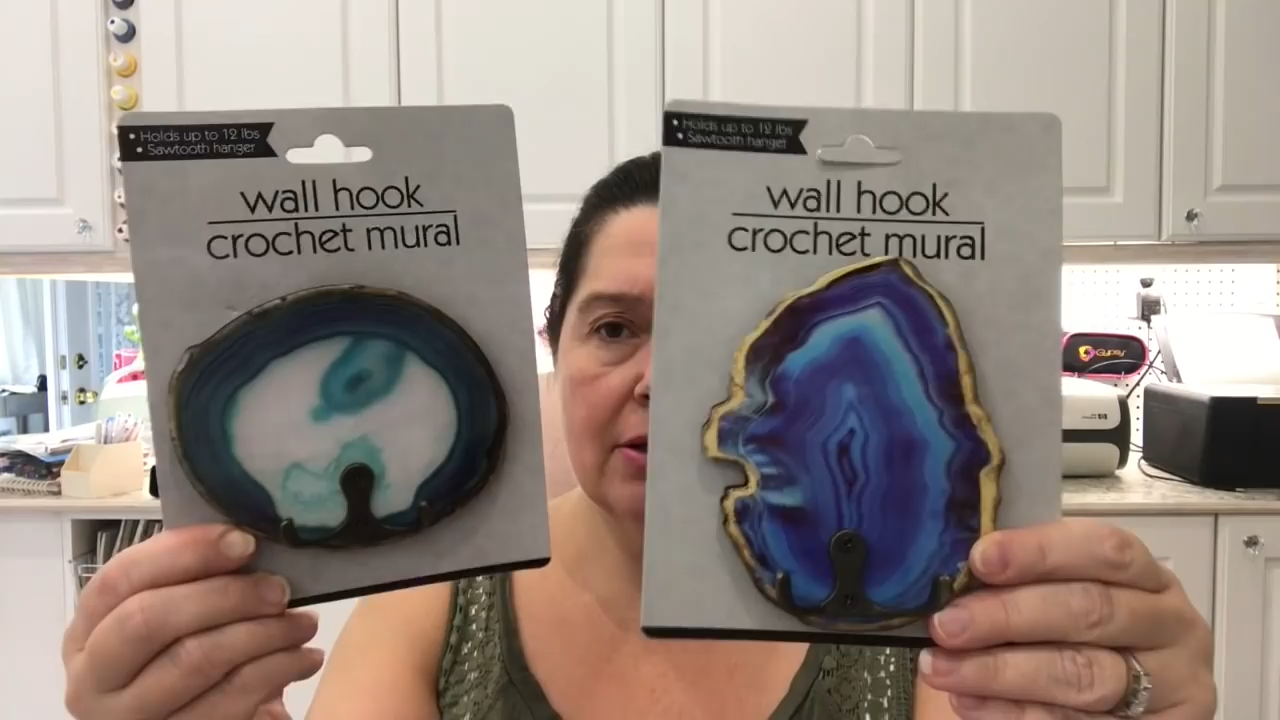 • Holds up to 12 lbs
• Sawtooth hanger
wall hook
crochet mural
• Holds up to 12 lbs
• Sawtooth hanger
wall hook
crochet mural
Gypsy
hp